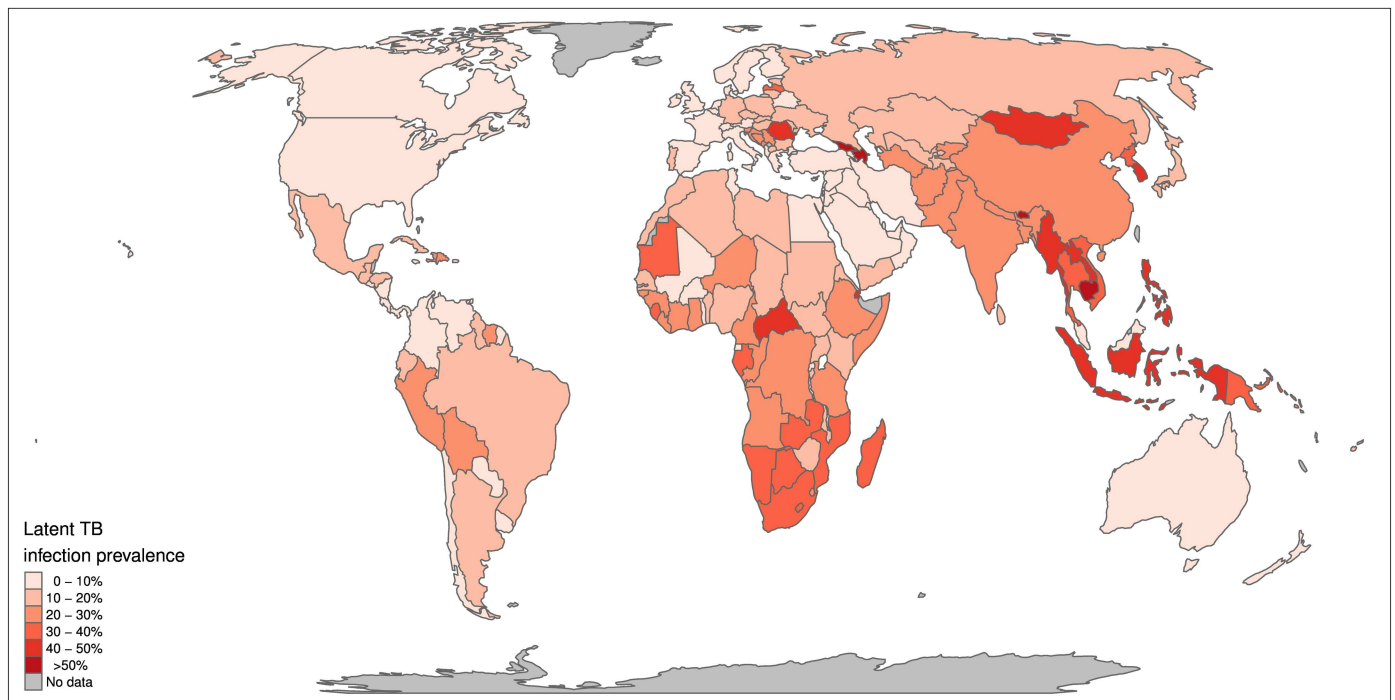 Latent TB
infection prevalence
0 – 10%
10 – 20%
20 – 30%
30 – 40%
40 – 50%
>50%
No data